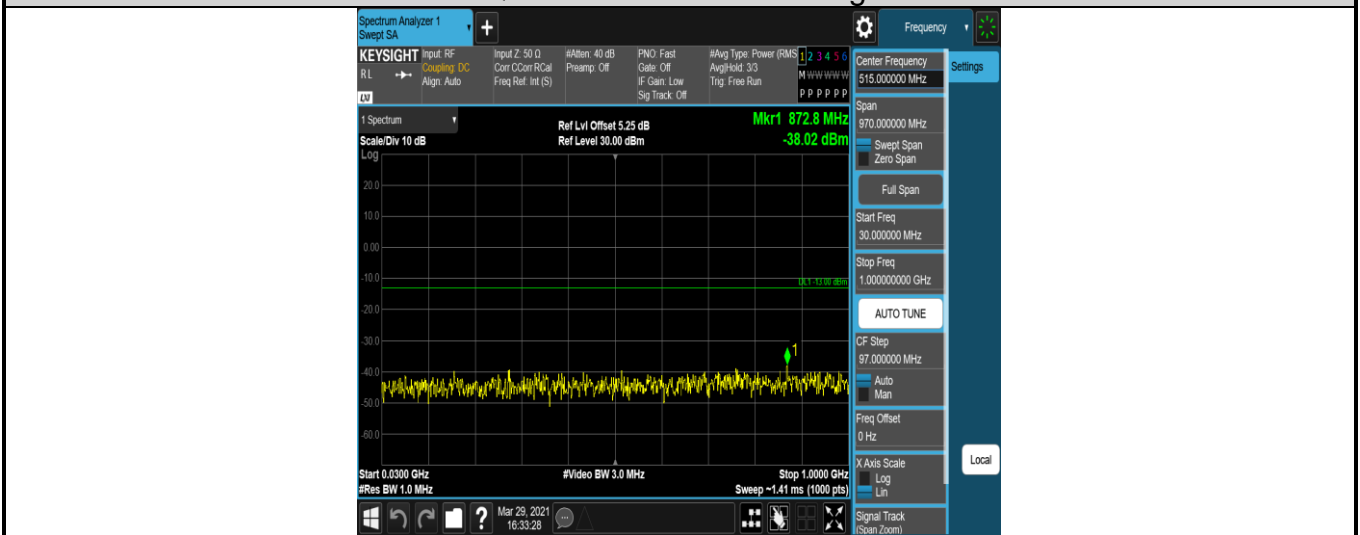 Spectrum Analyzer 1
Swept SA
+
Frequency
KEYSIGHT
RL
LXI
Input: RF
Coupling: DC
Align: Auto
Input Z: 50 Ω
Corr CCorr RCal
Freq Ref: Int (S)
#Atten: 40 dB
Preamp: Off
PNO: Fast
Gate: Off
IF Gain: Low
Sig Track: Off
#Avg Type: Power (RMS
Avg|Hold: 3/3
Trig: Free Run
1 2 3 4 5 6
M W W W W W
P P P P P P
1 Spectrum
Ref Lvl Offset 5.25 dB
Mkr1 872.8 MHz
Scale/Div 10 dB
Ref Level 30.00 dBm
-38.02 dBm
Log
20.0
10.0
0.00
-10.0
DL1 -13.00 dBm
-20.0
-30.0
1
-40.0
-50.0
-60.0
Start 0.0300 GHz
#Video BW 3.0 MHz
Stop 1.0000 GHz
#Res BW 1.0 MHz
Sweep ~1.41 ms (1000 pts)
?
Mar 29, 2021
16:33:28
Center Frequency
515.000000 MHz
Settings
Span
970.000000 MHz
Swept Span
Zero Span
Full Span
Start Freq
30.000000 MHz
Stop Freq
1.000000000 GHz
AUTO TUNE
CF Step
97.000000 MHz
Auto
Man
Freq Offset
0 Hz
X Axis Scale
Log
Lin
Local
Signal Track
(Span Zoom)